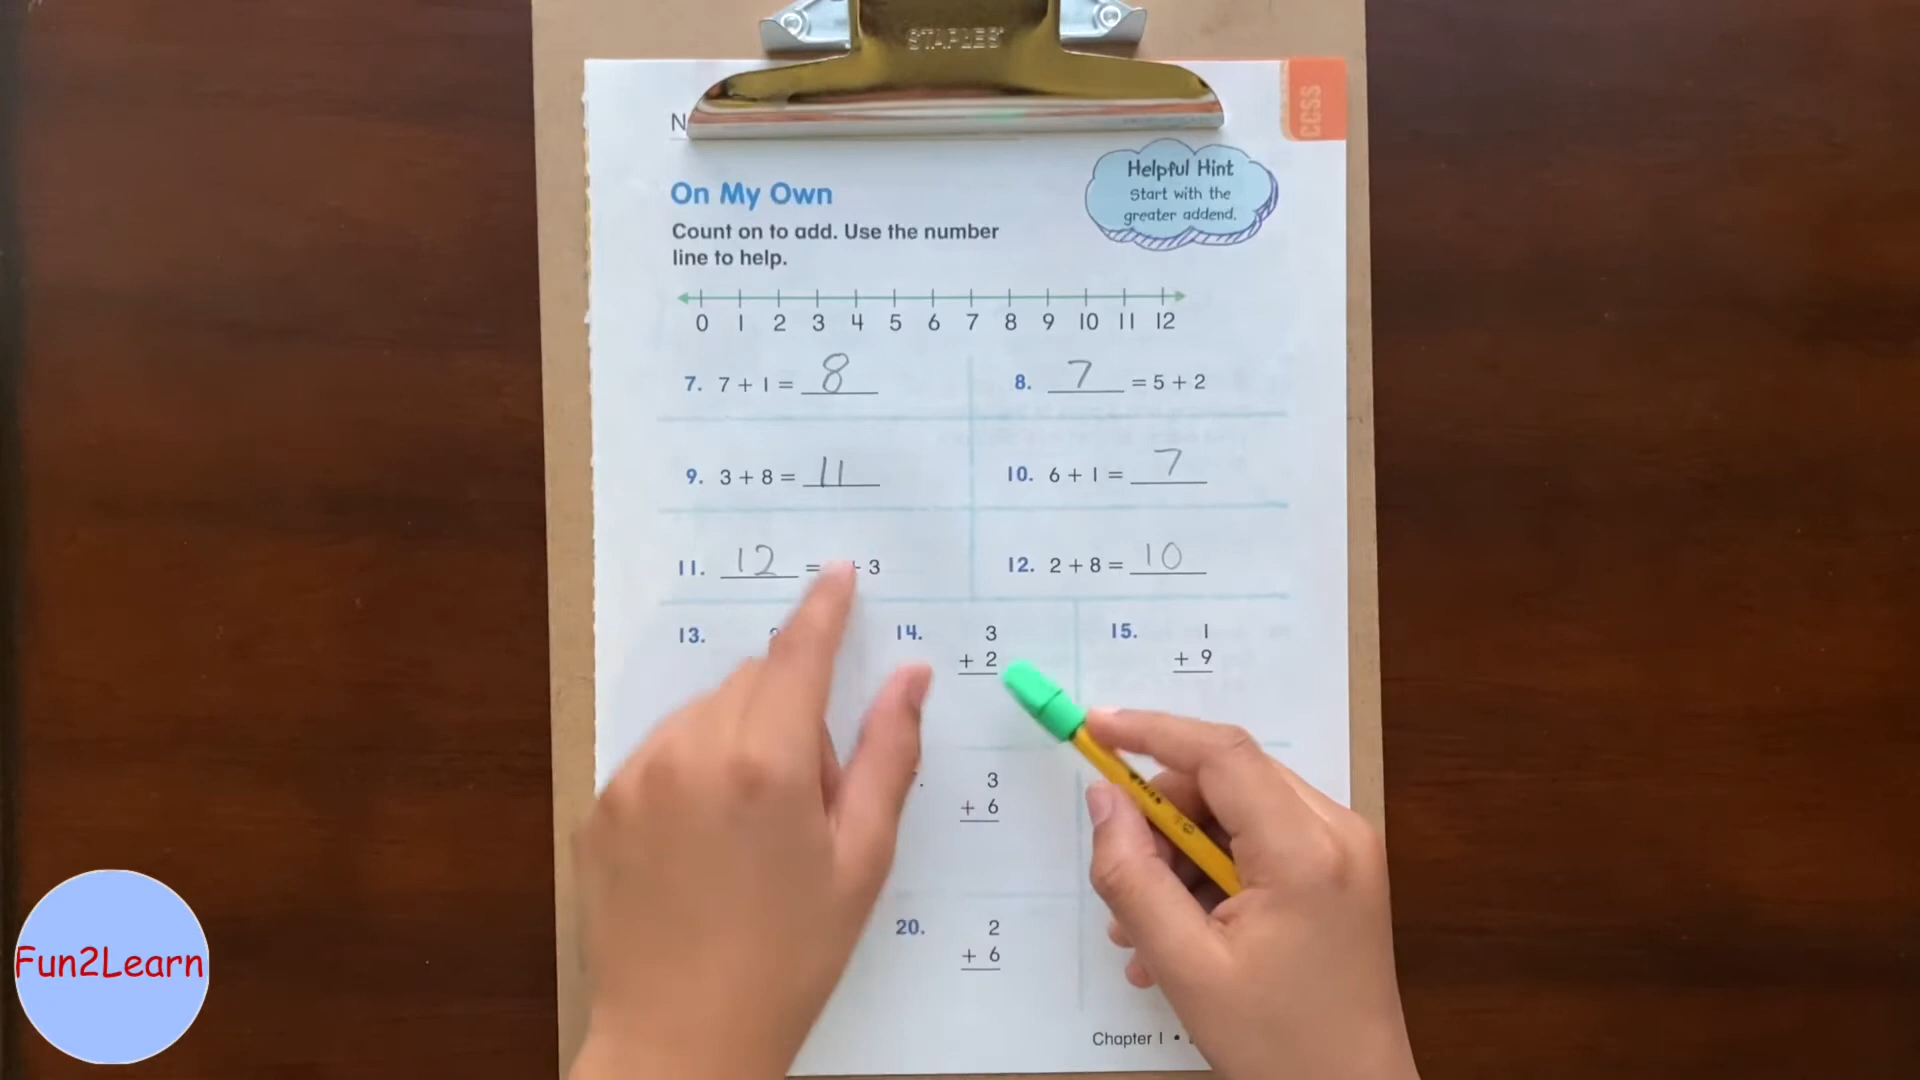 STAPLES
CCSS
N
Helpful Hint
Start with the
greater addend.
On My Own
Count on to add. Use the number
line to help.
0 1 2 3 4 5 6 7 8 9 10 11 12
7. 7 + 1 = 8
8. 7 = 5 + 2
9. 3 + 8 = 11
10. 6 + 1 = 7
11. 12 = + 3
12. 2 + 8 = 10
13.
14. 3
+ 2
15. 1
+ 9
3
+ 6
20. 2
+ 6
Chapter 1 •
Fun2Learn